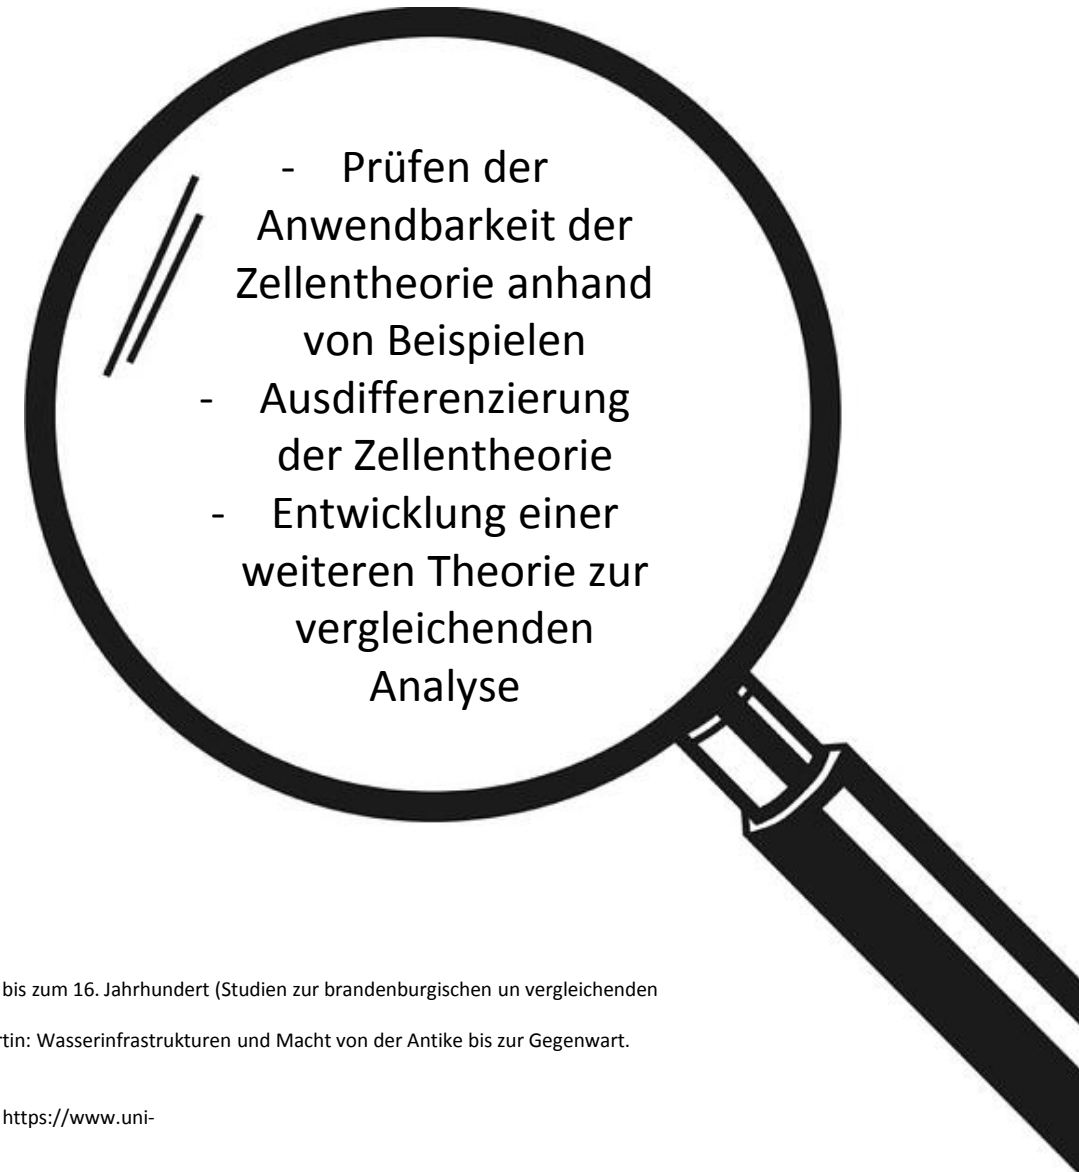 - Prüfen der
Anwendbarkeit der
Zellentheorie anhand
von Beispielen
- Ausdifferenzierung
der Zellentheorie
- Entwicklung einer
weiteren Theorie zur
vergleichenden
Analyse
bis zum 16. Jahrhundert (Studien zur brandenburgischen un vergleichenden
rtin: Wasserinfrastrukturen und Macht von der Antike bis zur Gegenwart.
https://www.uni-